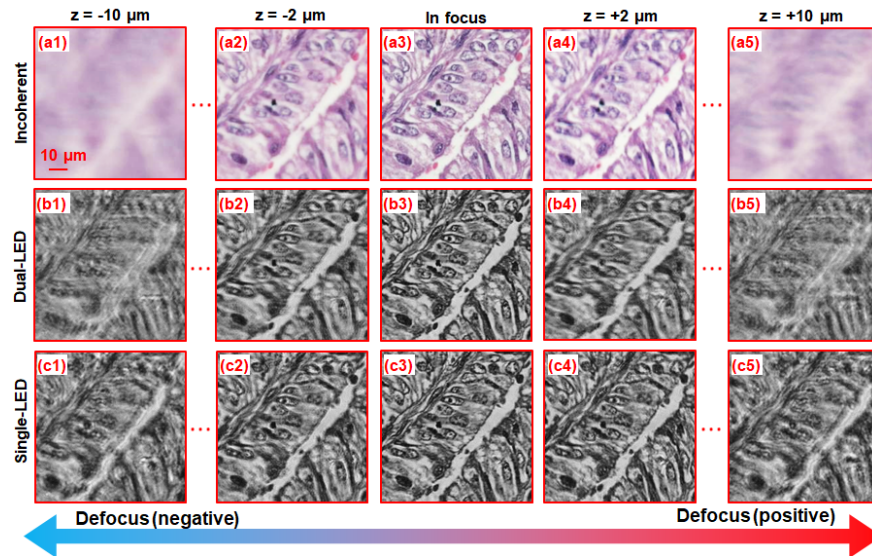 z = -10 μm z = -2 μm In focus z = +2 μm z = +10 μm
Incoherent
(a1) (a2) (a3) (a4) (a5)
10 μm
... ...
Dual-LED
(b1) (b2) (b3) (b4) (b5)
... ...
Single-LED
(c1) (c2) (c3) (c4) (c5)
... ...
Defocus (negative) Defocus (positive)